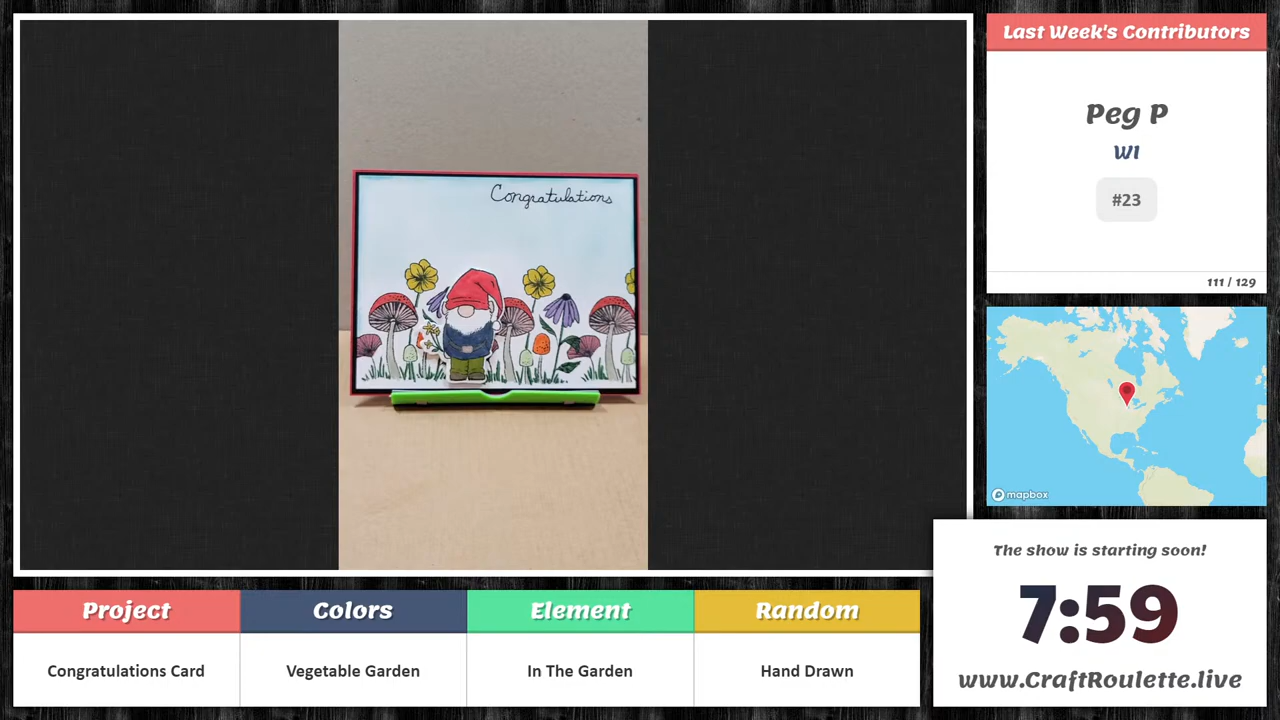 Last Week's Contributors
Peg P
WI
#23
111 / 129
Congratulations
mapbox
The show is starting soon!
7:59
www.CraftRoulette.live
Project
Colors
Element
Random
Congratulations Card
Vegetable Garden
In The Garden
Hand Drawn